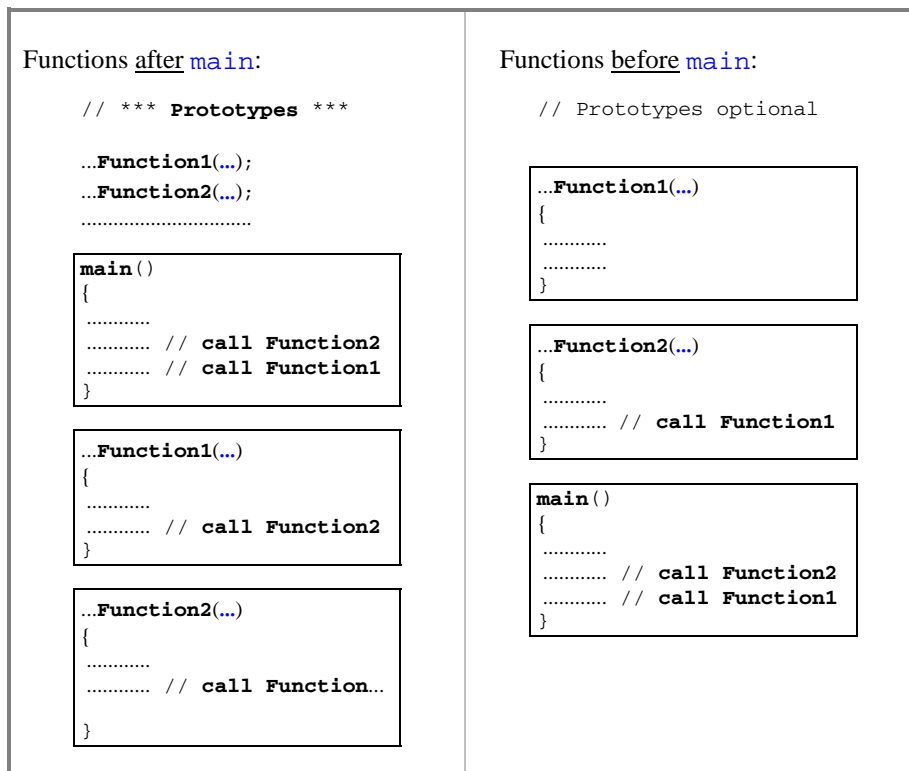 Functions after main:
// *** Prototypes ***
...Function1(...);
...Function2(...);
................................
main()
{
............
............ // call Function2
............ // call Function1
}
...Function1(...)
{
............
............ // call Function2
}
...Function2(...)
{
............
............ // call Function...
}
Functions before main:
// Prototypes optional
...Function1(...)
{
............
............
}
...Function2(...)
{
............
............ // call Function1
}
main()
{
............
............ // call Function2
............ // call Function1
}